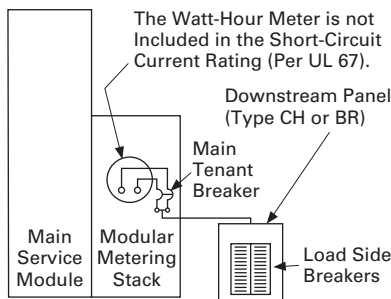 The Watt-Hour Meter is not
Included in the Short-Circuit
Current Rating (Per UL 67).
Downstream Panel
(Type CH or BR)
Main
Tenant
Breaker
Main
Service
Module
Modular
Metering
Stack
Load Side
Breakers